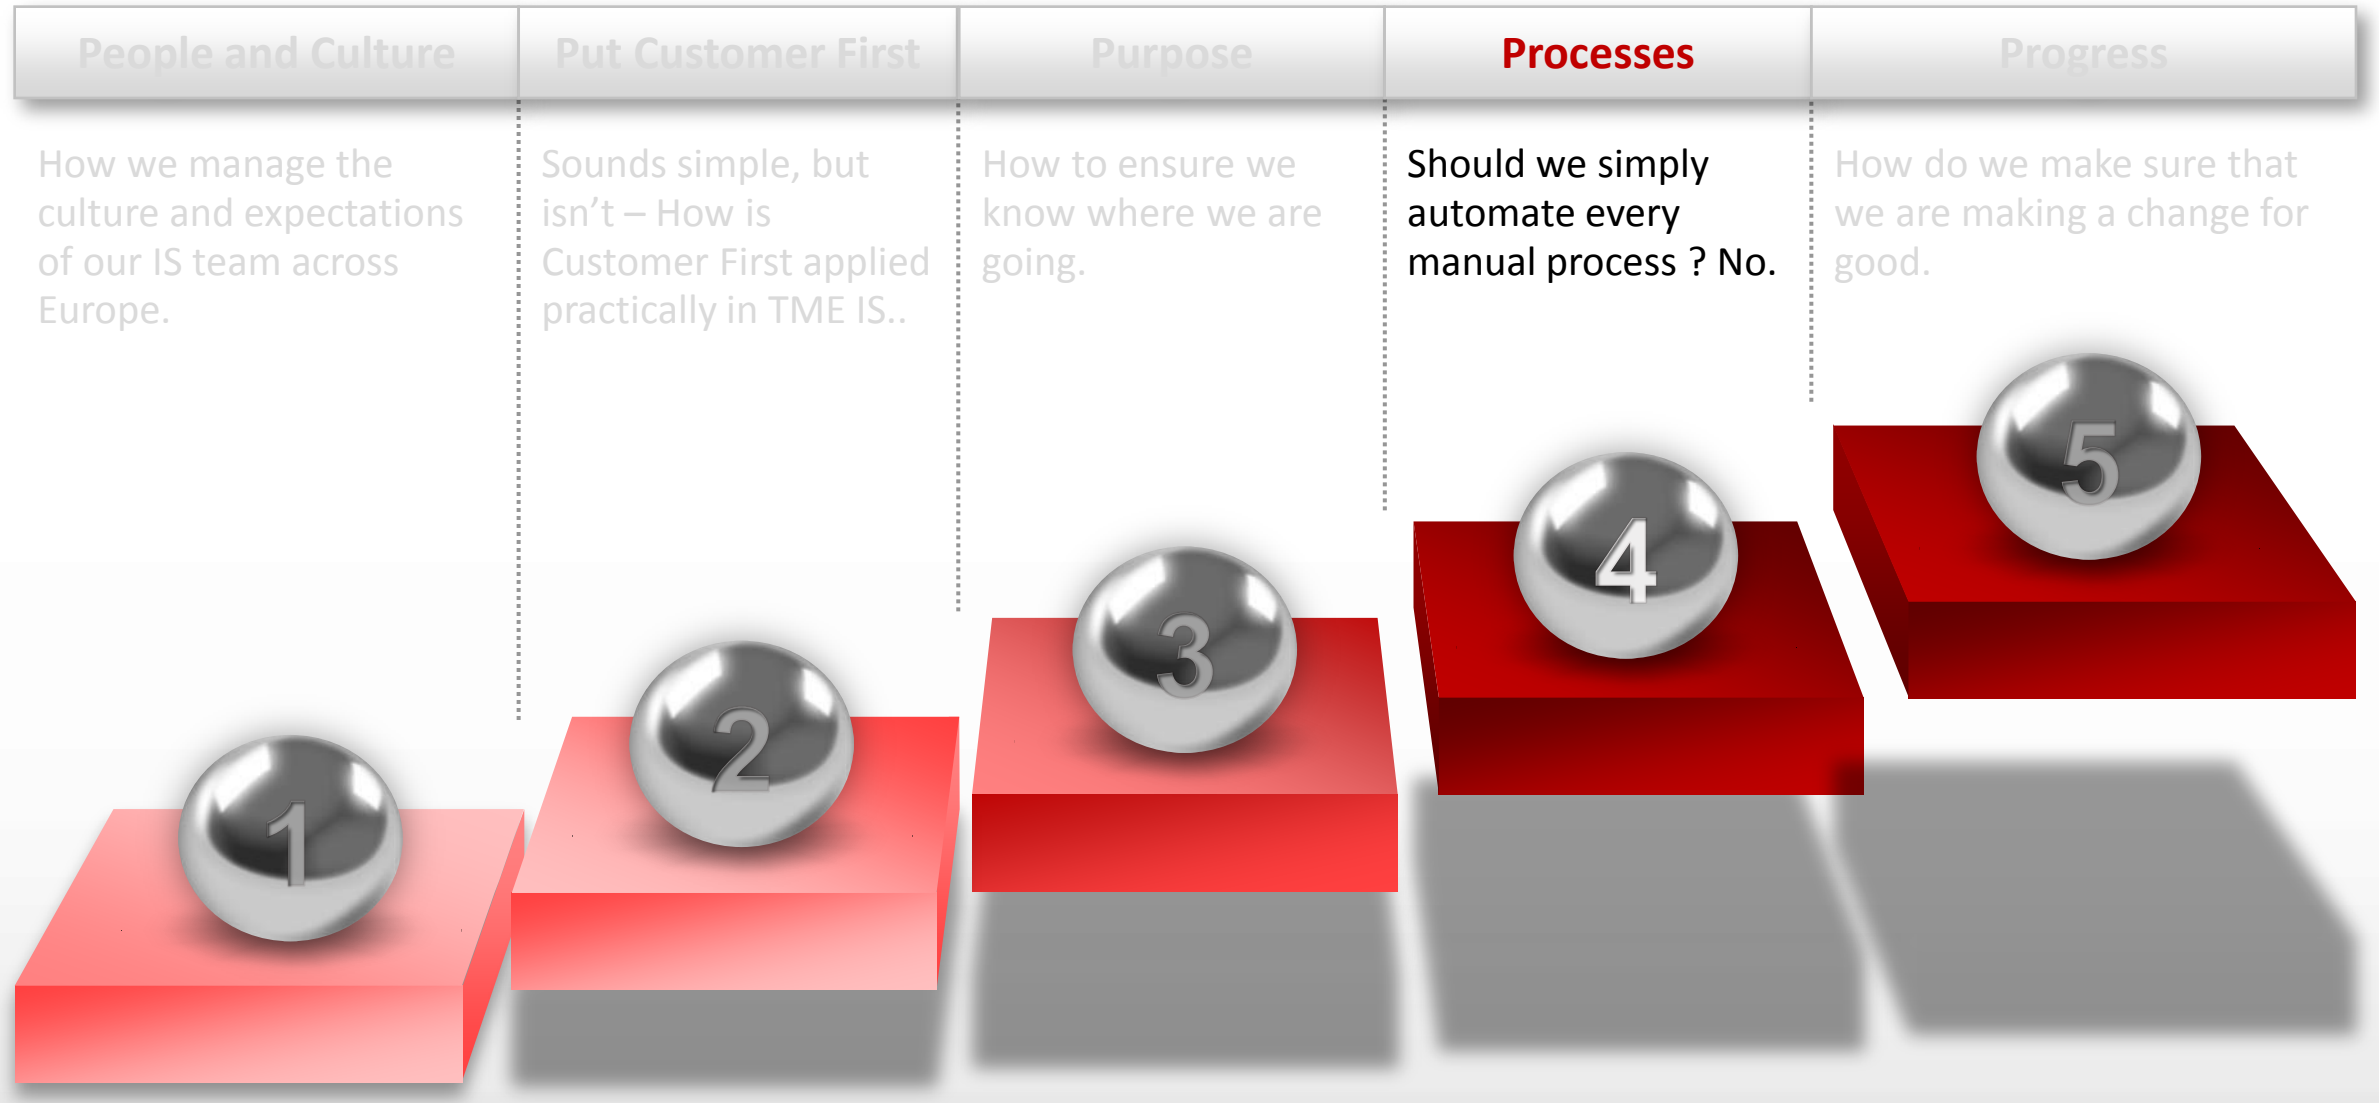 People and Culture
Put Customer First
Purpose
Processes
Progress
How we manage the
culture and expectations
of our IS team across
Europe.
Sounds simple, but
isn’t – How is
Customer First applied
practically in TME IS..
How to ensure we
know where we are
going.
Should we simply
automate every
manual process ? No.
How do we make sure that
we are making a change for
good.
1
2
3
4
5